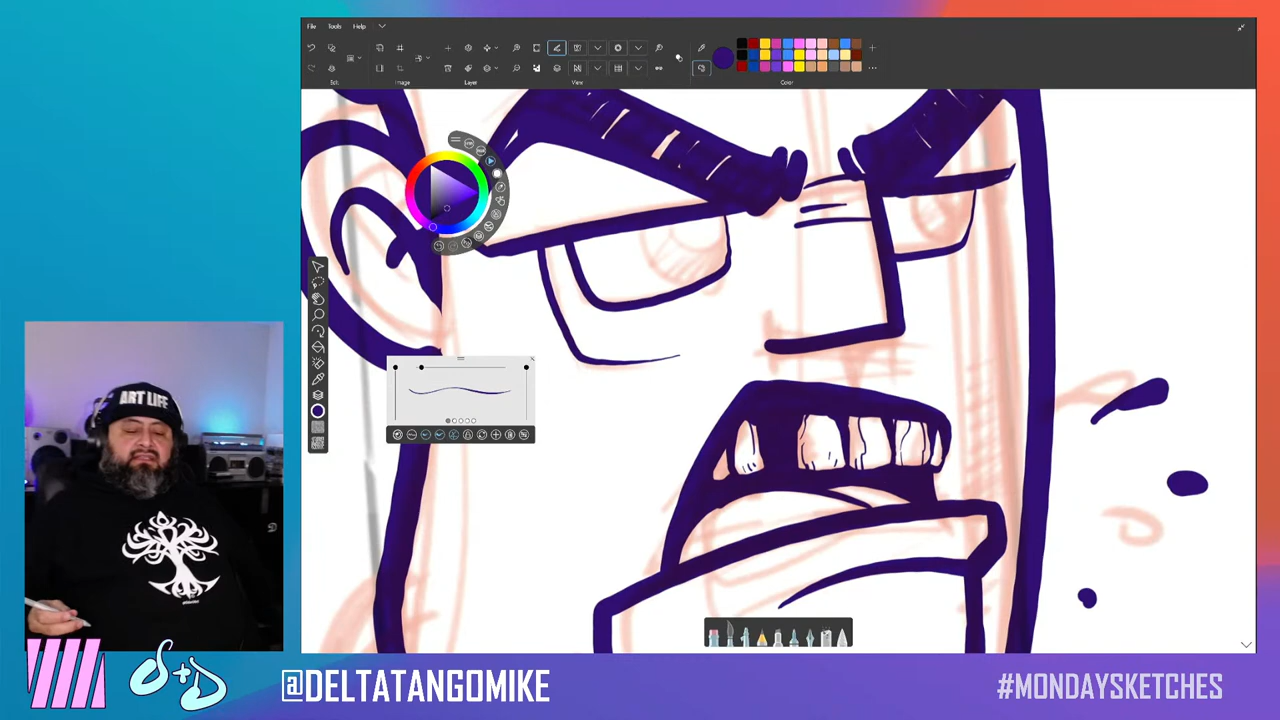 File Tools Help
Edit Image Layer View Color
ART LIFE
S+D
@DELTATANGOMIKE
#MONDAYSKETCHES